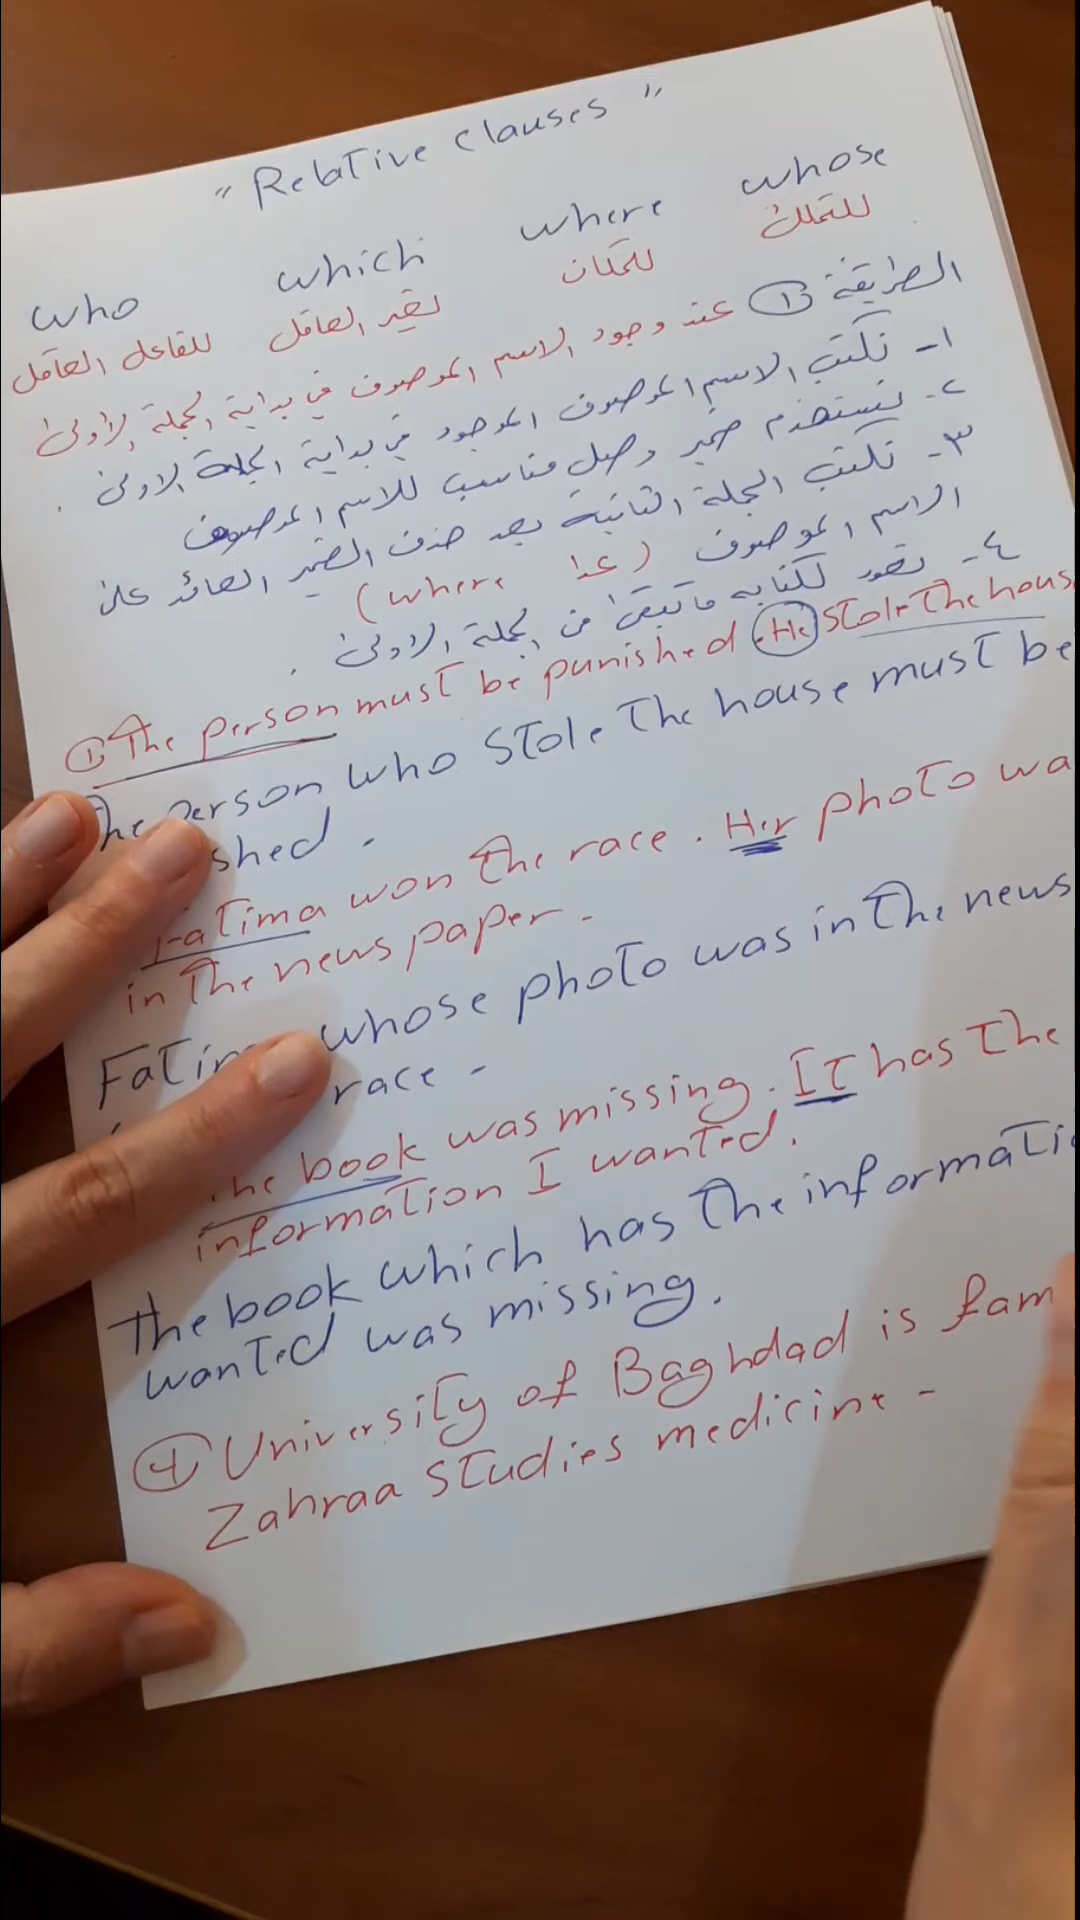 "Relative clauses"
who which where whose
للفاعل العاقل لغير العاقل للمكان للتملك
الطريقة 1 عند وجود الاسم الموصوف في بداية الجملة الاولى
١- نكتب الاسم الموصوف الموجود في بداية الجملة الاولى .
٢- نستخدم ضمير وصل مناسب للاسم الموصوف
٣- نكتب الجملة الثانية بعد حذف الضمير العائد على
الاسم الموصوف (عدا where)
٤- نعود لكتابه ماتبقى من الجملة الاولى .
1 The person must be punished. He stole the hous
The person who stole the house must be
shed.
Fatima won the race. Her photo wa
in the news paper.
whose photo was in the news
race.
The book was missing. It has the
information I wanted.
The book which has the informati
wanted was missing.
4 University of Baghdad is fam
Zahraa studies medicine.